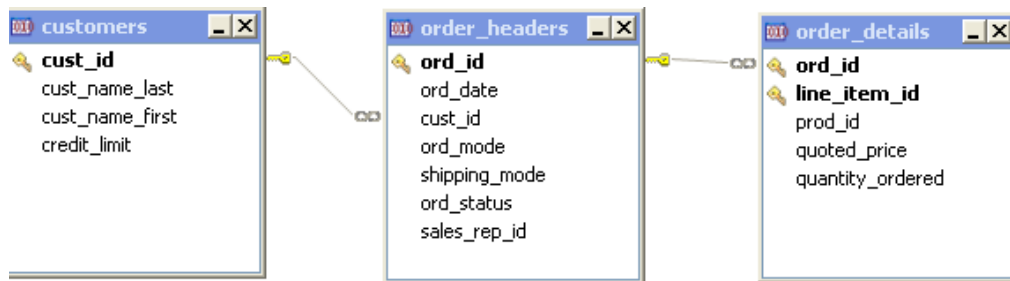 customers
cust_id
cust_name_last
cust_name_first
credit_limit
order_headers
ord_id
ord_date
cust_id
ord_mode
shipping_mode
ord_status
sales_rep_id
order_details
ord_id
line_item_id
prod_id
quoted_price
quantity_ordered